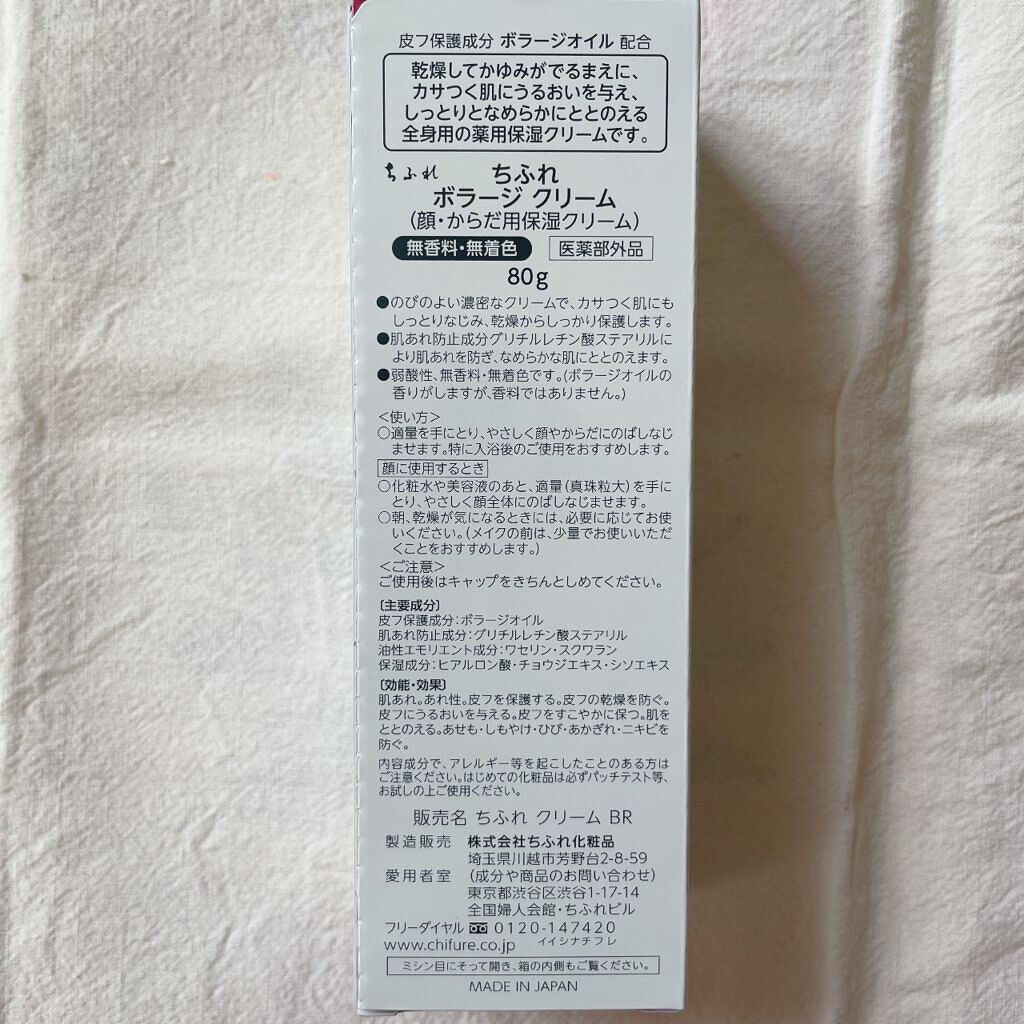 皮フ保護成分 ボラージオイル 配合
乾燥してかゆみがでるまえに、
カサつく肌にうるおいを与え、
しっとりとなめらかにととのえる
全身用の薬用保湿クリームです。
ちふれ ちふれ
ボラージ クリーム
(顔・からだ用保湿クリーム)
無香料・無着色 医薬部外品
80g
●のびのよい濃密なクリームで、カサつく肌にも
しっとりなじみ、乾燥からしっかり保護します。
●肌あれ防止成分グリチルレチン酸ステアリルに
より肌あれを防ぎ、なめらかな肌にととのえます。
●弱酸性、無香料・無着色です。(ボラージオイルの
香りがしますが、香料ではありません。)
<使い方>
○適量を手にとり、やさしく顔やからだにのばしなじ
ませます。特に入浴後のご使用をおすすめします。
顔に使用するとき
○化粧水や美容液のあと、適量(真珠粒大)を手に
とり、やさしく顔全体にのばしなじませます。
○朝、乾燥が気になるときには、必要に応じてお使
いください。(メイクの前は、少量でお使いいただ
くことをおすすめします。)
<ご注意>
ご使用後はキャップをきちんとしめてください。
〔主要成分〕
皮フ保護成分:ボラージオイル
肌あれ防止成分:グリチルレチン酸ステアリル
油性エモリエント成分:ワセリン・スクワラン
保湿成分:ヒアルロン酸・チョウジエキス・シソエキス
〔効能・効果〕
肌あれ。あれ性。皮フを保護する。皮フの乾燥を防ぐ。
皮フにうるおいを与える。皮フをすこやかに保つ。肌を
ととのえる。あせも・しもやけ・ひび・あかぎれ・ニキビを
防ぐ。
内容成分で、アレルギー等を起こしたことのある方は
ご注意ください。はじめての化粧品は必ずパッチテスト等、
お試しの上ご使用ください。
販売名 ちふれ クリーム BR
製造販売 株式会社ちふれ化粧品
埼玉県川越市芳野台2-8-59
愛用者室 (成分や商品のお問い合わせ)
東京都渋谷区渋谷1-17-14
全国婦人会館・ちふれビル
フリーダイヤル 0120-147420
www.chifure.co.jp イイシナチフレ
ミシン目にそって開き、箱の内側もご覧ください。
MADE IN JAPAN